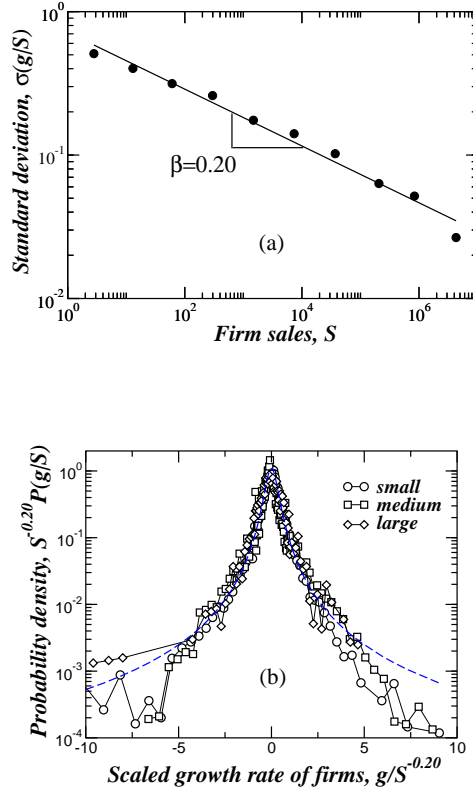 10^0
10^-1
10^-2
Standard deviation, σ(g/S)
β=0.20
(a)
10^0 10^2 10^4 10^6
Firm sales, S
10^0
10^-1
10^-2
10^-3
10^-4
Probability density, S^-0.20 P(g/S)
small
medium
large
(b)
-10 -5 0 5 10
Scaled growth rate of firms, g/S^-0.20